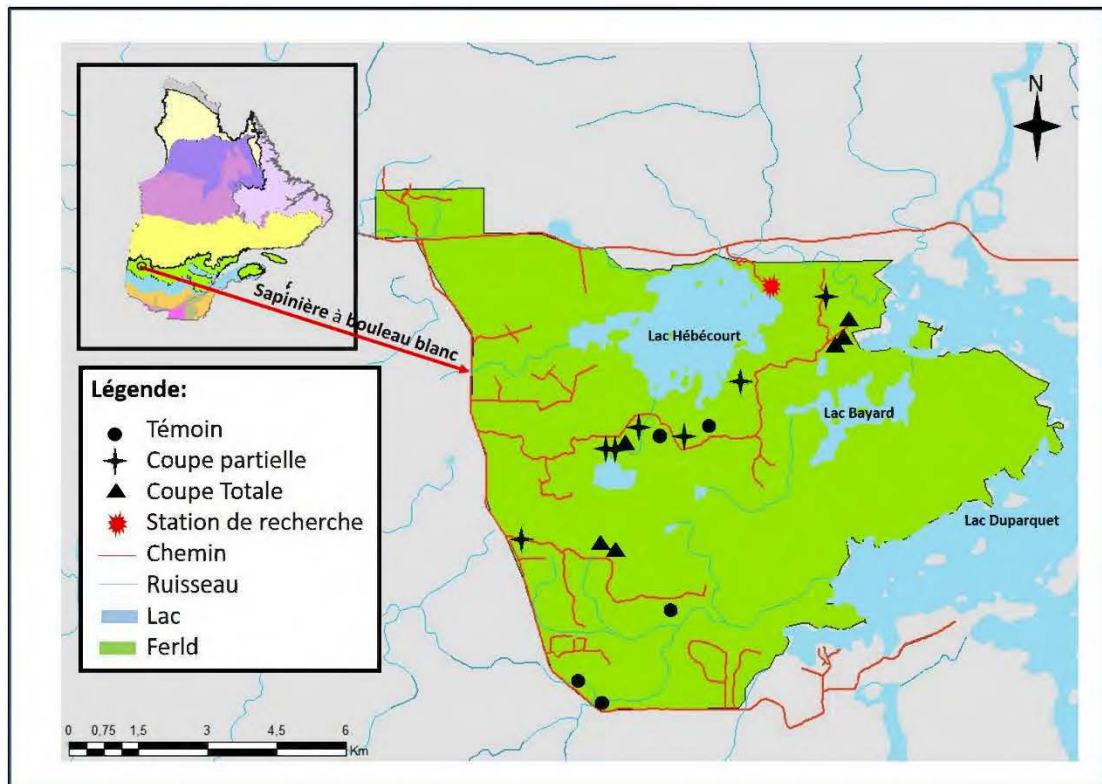 N
Sapinière à bouleau blanc
Lac Hébécourt
Lac Bayard
Lac Duparquet
Légende:
Témoin
Coupe partielle
Coupe Totale
Station de recherche
Chemin
Ruisseau
Lac
Ferld
0 0,75 1,5 3 4,5 6
Km